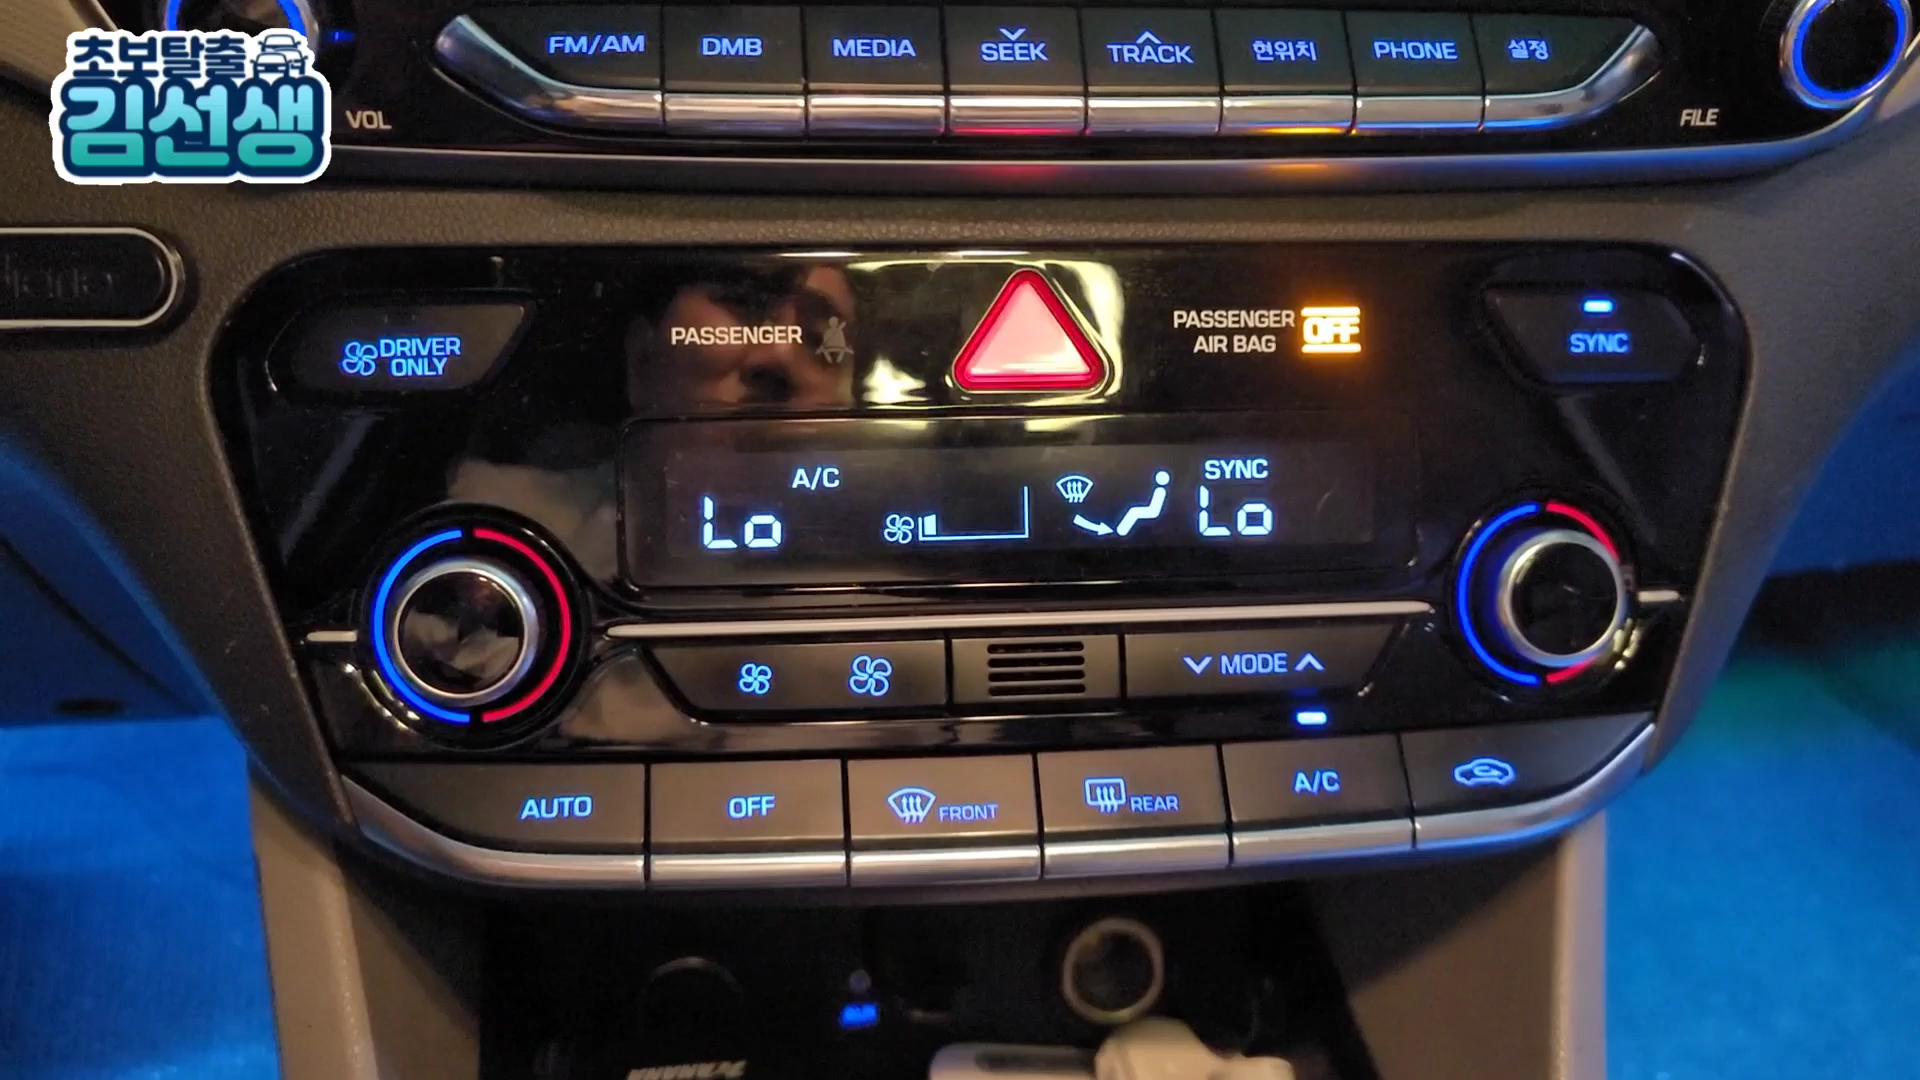 초보탈출
김선생
FM/AM
DMB
MEDIA
SEEK
TRACK
현위치
PHONE
설정
VOL
FILE
DRIVER
ONLY
PASSENGER
PASSENGER
AIR BAG
OFF
SYNC
A/C
SYNC
Lo
Lo
MODE
AUTO
OFF
FRONT
REAR
A/C